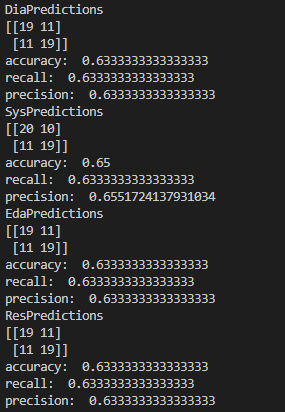 DiaPredictions
[[19 11]
 [11 19]]
accuracy:  0.6333333333333333
recall:  0.6333333333333333
precision:  0.6333333333333333
SysPredictions
[[20 10]
 [11 19]]
accuracy:  0.65
recall:  0.6333333333333333
precision:  0.6551724137931034
EdaPredictions
[[19 11]
 [11 19]]
accuracy:  0.6333333333333333
recall:  0.6333333333333333
precision:  0.6333333333333333
ResPredictions
[[19 11]
 [11 19]]
accuracy:  0.6333333333333333
recall:  0.6333333333333333
precision:  0.6333333333333333